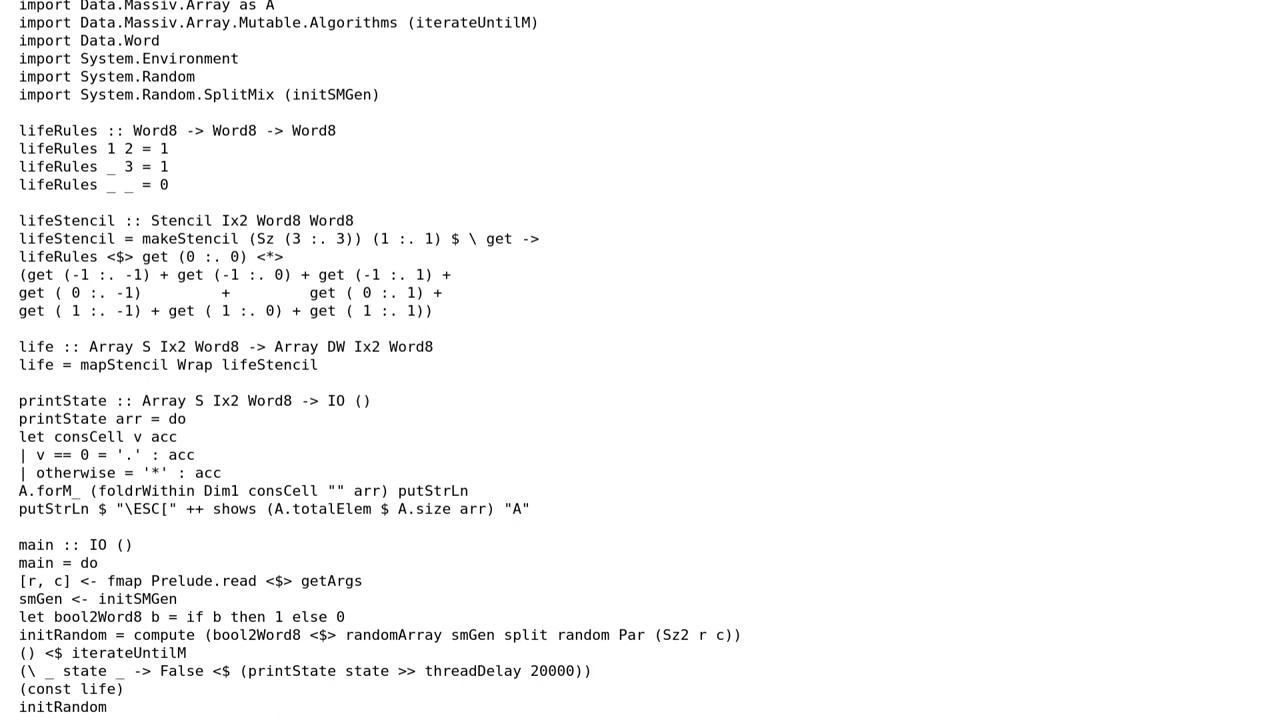 import Data.Massiv.Array as A
import Data.Massiv.Array.Mutable.Algorithms (iterateUntilM)
import Data.Word
import System.Environment
import System.Random
import System.Random.SplitMix (initSMGen)

lifeRules :: Word8 -> Word8 -> Word8
lifeRules 1 2 = 1
lifeRules _ 3 = 1
lifeRules _ _ = 0

lifeStencil :: Stencil Ix2 Word8 Word8
lifeStencil = makeStencil (Sz (3 :. 3)) (1 :. 1) $ \ get ->
lifeRules <$> get (0 :. 0) <*>
(get (-1 :. -1) + get (-1 :. 0) + get (-1 :. 1) +
get ( 0 :. -1)         +         get ( 0 :. 1) +
get ( 1 :. -1) + get ( 1 :. 0) + get ( 1 :. 1))

life :: Array S Ix2 Word8 -> Array DW Ix2 Word8
life = mapStencil Wrap lifeStencil

printState :: Array S Ix2 Word8 -> IO ()
printState arr = do
let consCell v acc
| v == 0 = '.' : acc
| otherwise = '*' : acc
A.forM_ (foldrWithin Dim1 consCell "" arr) putStrLn
putStrLn $ "\ESC[" ++ shows (A.totalElem $ A.size arr) "A"

main :: IO ()
main = do
[r, c] <- fmap Prelude.read <$> getArgs
smGen <- initSMGen
let bool2Word8 b = if b then 1 else 0
initRandom = compute (bool2Word8 <$> randomArray smGen split random Par (Sz2 r c))
() <$ iterateUntilM
(\ _ state _ -> False <$ (printState state >> threadDelay 20000))
(const life)
initRandom